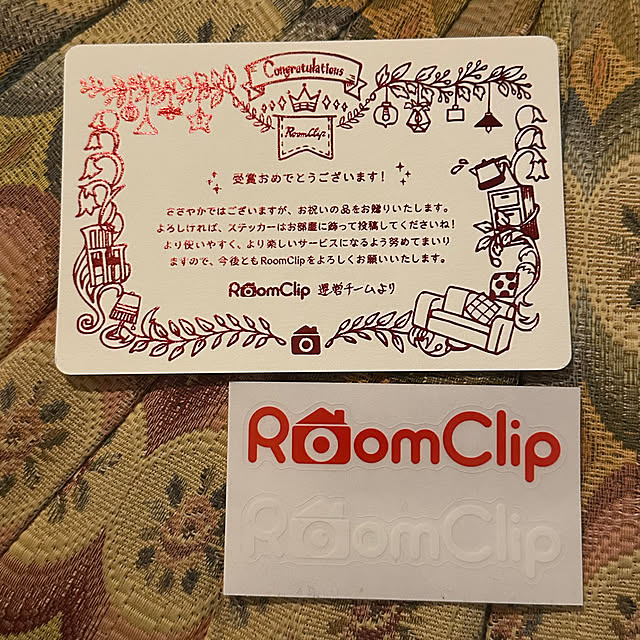 Congratulations
RoomClip
受賞おめでとうございます!
ささやかではございますが、お祝いの品をお贈りいたします。
よろしければ、ステッカーはお部屋に飾って投稿してくださいね!
より使いやすく、より楽しいサービスになるよう努めてまいり
ますので、今後ともRoomClipをよろしくお願いいたします。
RoomClip 運営チームより
RoomClip
RoomClip